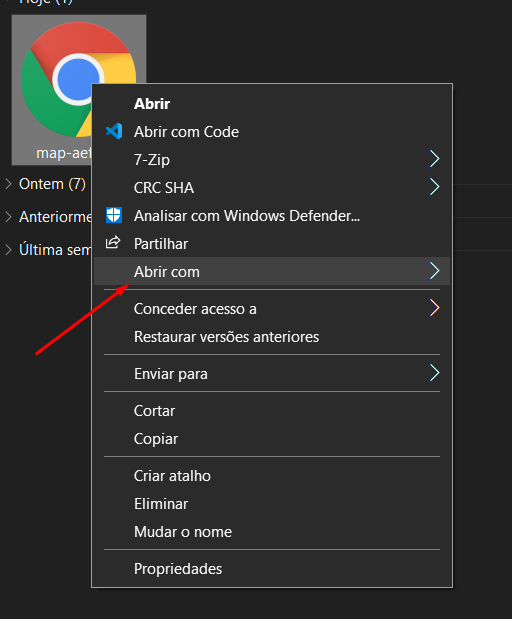 Hoje (1)
map-aef
Ontem (7)
Anteriorme
Última sem
Abrir
Abrir com Code
7-Zip
CRC SHA
Analisar com Windows Defender...
Partilhar
Abrir com
Conceder acesso a
Restaurar versões anteriores
Enviar para
Cortar
Copiar
Criar atalho
Eliminar
Mudar o nome
Propriedades